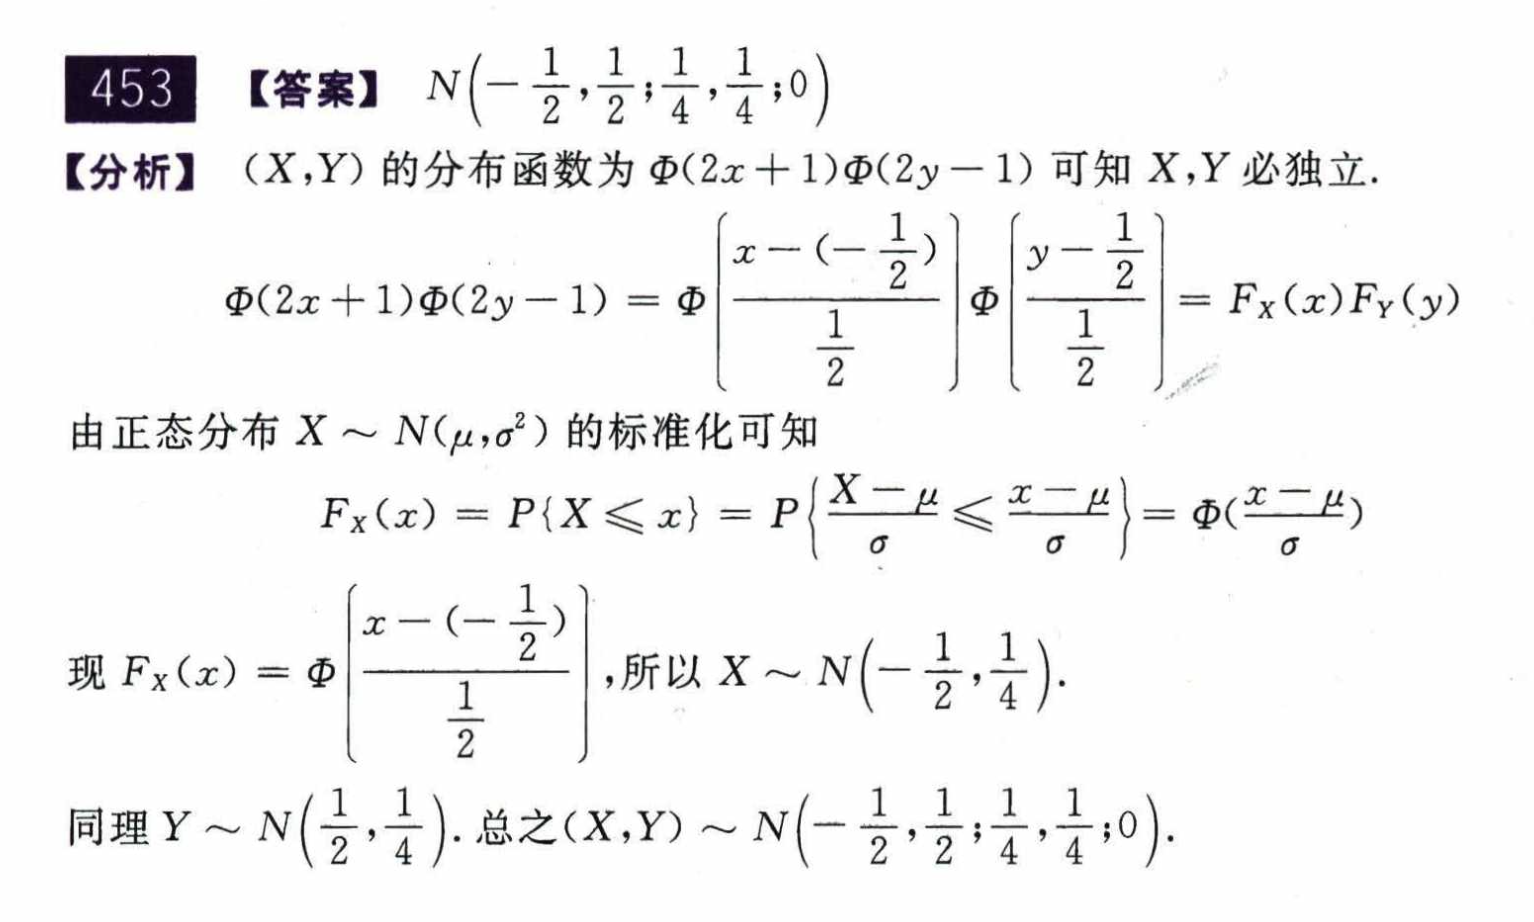 453 【答案】 $N\left(-\frac{1}{2},\frac{1}{2};\frac{1}{4},\frac{1}{4};0\right)$
【分析】 $(X,Y)$ 的分布函数为 $\Phi(2x+1)\Phi(2y-1)$ 可知 $X,Y$ 必独立.
$\Phi(2x+1)\Phi(2y-1)=\Phi\left(\frac{x-(-\frac{1}{2})}{\frac{1}{2}}\right)\Phi\left(\frac{y-\frac{1}{2}}{\frac{1}{2}}\right)=F_X(x)F_Y(y)$
由正态分布 $X\sim N(\mu,\sigma^2)$ 的标准化可知
$F_X(x)=P\{X\leqslant x\}=P\left\{\frac{X-\mu}{\sigma}\leqslant\frac{x-\mu}{\sigma}\right\}=\Phi(\frac{x-\mu}{\sigma})$
现 $F_X(x)=\Phi\left(\frac{x-(-\frac{1}{2})}{\frac{1}{2}}\right)$,所以 $X\sim N\left(-\frac{1}{2},\frac{1}{4}\right)$.
同理 $Y\sim N\left(\frac{1}{2},\frac{1}{4}\right)$. 总之$(X,Y)\sim N\left(-\frac{1}{2},\frac{1}{2};\frac{1}{4},\frac{1}{4};0\right)$.